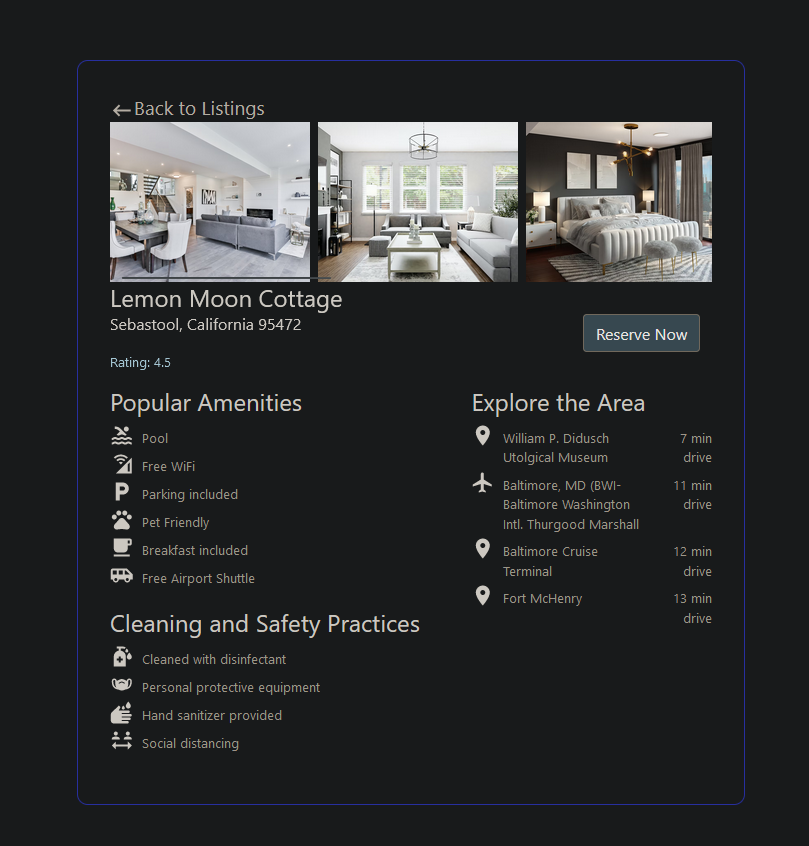 Back to Listings
Lemon Moon Cottage
Sebastool, California 95472
Reserve Now
Rating: 4.5
Popular Amenities
Pool
Free WiFi
Parking included
Pet Friendly
Breakfast included
Free Airport Shuttle
Cleaning and Safety Practices
Cleaned with disinfectant
Personal protective equipment
Hand sanitizer provided
Social distancing
Explore the Area
William P. Didusch
Utolgical Museum
7 min
drive
Baltimore, MD (BWI-
Baltimore Washington
Intl. Thurgood Marshall
11 min
drive
Baltimore Cruise
Terminal
12 min
drive
Fort McHenry
13 min
drive